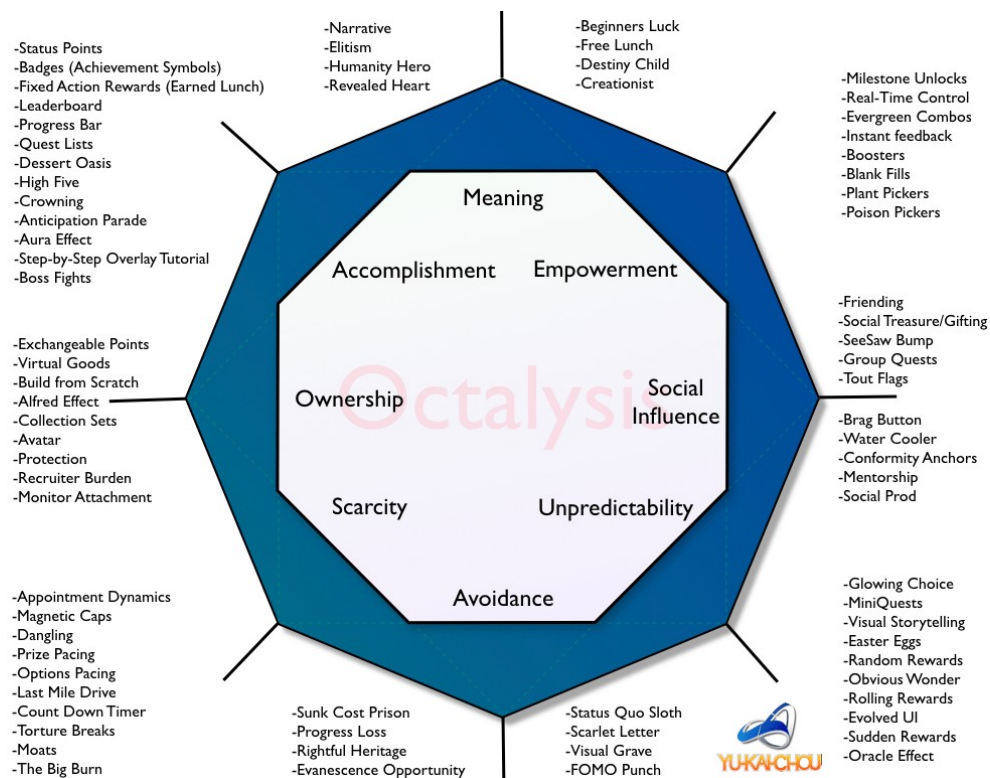 -Narrative
-Elitism
-Humanity Hero
-Revealed Heart
-Beginners Luck
-Free Lunch
-Destiny Child
-Creationist
-Status Points
-Badges (Achievement Symbols)
-Fixed Action Rewards (Earned Lunch)
-Leaderboard
-Progress Bar
-Quest Lists
-Dessert Oasis
-High Five
-Crowning
-Anticipation Parade
-Aura Effect
-Step-by-Step Overlay Tutorial
-Boss Fights
-Milestone Unlocks
-Real-Time Control
-Evergreen Combos
-Instant feedback
-Boosters
-Blank Fills
-Plant Pickers
-Poison Pickers
Meaning
Accomplishment
Empowerment
Ownership
Octalysis
Social
Influence
Scarcity
Unpredictability
Avoidance
-Exchangeable Points
-Virtual Goods
-Build from Scratch
-Alfred Effect
-Collection Sets
-Avatar
-Protection
-Recruiter Burden
-Monitor Attachment
-Friending
-Social Treasure/Gifting
-SeeSaw Bump
-Group Quests
-Tout Flags
-Brag Button
-Water Cooler
-Conformity Anchors
-Mentorship
-Social Prod
-Appointment Dynamics
-Magnetic Caps
-Dangling
-Prize Pacing
-Options Pacing
-Last Mile Drive
-Count Down Timer
-Torture Breaks
-Moats
-The Big Burn
-Sunk Cost Prison
-Progress Loss
-Rightful Heritage
-Evanescence Opportunity
-Status Quo Sloth
-Scarlet Letter
-Visual Grave
-FOMO Punch
YU-KAI CHOU
-Glowing Choice
-MiniQuests
-Visual Storytelling
-Easter Eggs
-Random Rewards
-Obvious Wonder
-Rolling Rewards
-Evolved UI
-Sudden Rewards
-Oracle Effect